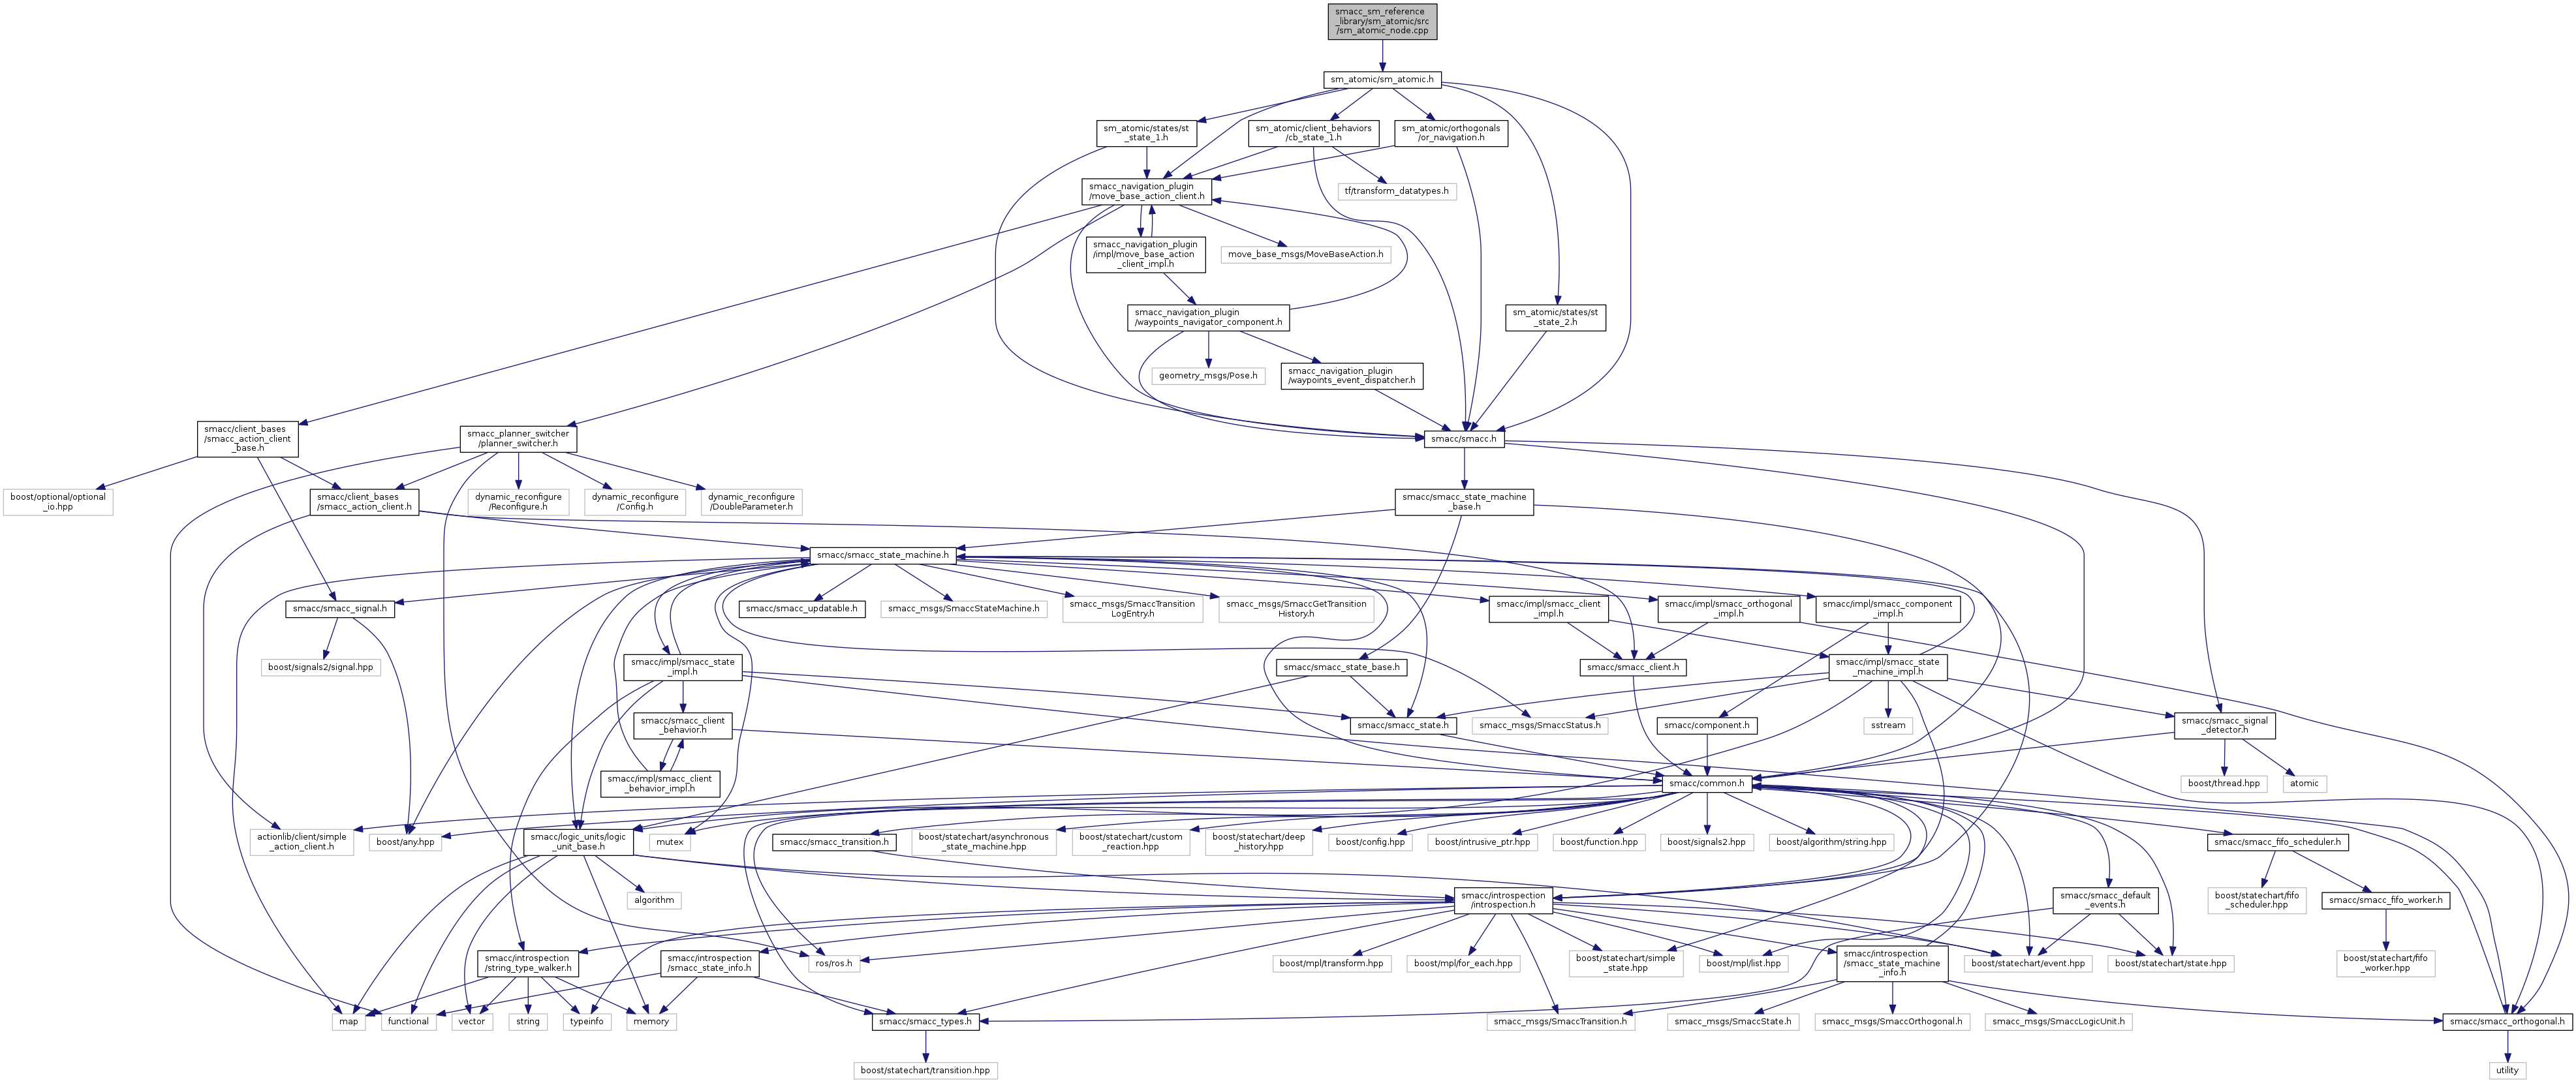 smacc_sm_reference
_library/sm_atomic/src
/sm_atomic_node.cpp
sm_atomic/sm_atomic.h
sm_atomic/states/st
_state_1.h
sm_atomic/client_behaviors
/cb_state_1.h
sm_atomic/orthogonals
/or_navigation.h
smacc_navigation_plugin
/move_base_action_client.h
tf/transform_datatypes.h
smacc_navigation_plugin
/impl/move_base_action
_client_impl.h
move_base_msgs/MoveBaseAction.h
smacc_navigation_plugin
/waypoints_navigator_component.h
sm_atomic/states/st
_state_2.h
geometry_msgs/Pose.h
smacc_navigation_plugin
/waypoints_event_dispatcher.h
smacc/client_bases
/smacc_action_client
_base.h
smacc_planner_switcher
/planner_switcher.h
smacc/smacc.h
boost/optional/optional
_io.hpp
smacc/client_bases
/smacc_action_client.h
dynamic_reconfigure
/Reconfigure.h
dynamic_reconfigure
/Config.h
dynamic_reconfigure
/DoubleParameter.h
smacc/smacc_state_machine
_base.h
smacc/smacc_state_machine.h
smacc/smacc_signal.h
smacc/smacc_updatable.h
smacc_msgs/SmaccStateMachine.h
smacc_msgs/SmaccTransition
LogEntry.h
smacc_msgs/SmaccGetTransition
History.h
smacc/impl/smacc_client
_impl.h
smacc/impl/smacc_orthogonal
_impl.h
smacc/impl/smacc_component
_impl.h
boost/signals2/signal.hpp
smacc/impl/smacc_state
_impl.h
smacc/smacc_state_base.h
smacc/smacc_client.h
smacc/impl/smacc_state
_machine_impl.h
smacc/smacc_client
_behavior.h
smacc/smacc_state.h
smacc_msgs/SmaccStatus.h
sstream
smacc/component.h
smacc/smacc_signal
_detector.h
smacc/impl/smacc_client
_behavior_impl.h
smacc/common.h
boost/thread.hpp
atomic
actionlib/client/simple
_action_client.h
boost/any.hpp
smacc/logic_units/logic
_unit_base.h
mutex
smacc/smacc_transition.h
boost/statechart/asynchronous
_state_machine.hpp
boost/statechart/custom
_reaction.hpp
boost/statechart/deep
_history.hpp
boost/config.hpp
boost/intrusive_ptr.hpp
boost/function.hpp
boost/signals2.hpp
boost/algorithm/string.hpp
smacc/smacc_fifo_scheduler.h
algorithm
smacc/introspection
/introspection.h
smacc/smacc_default
_events.h
boost/statechart/fifo
_scheduler.hpp
smacc/smacc_fifo_worker.h
smacc/introspection
/string_type_walker.h
smacc/introspection
/smacc_state_info.h
ros/ros.h
boost/mpl/transform.hpp
boost/mpl/for_each.hpp
boost/statechart/simple
_state.hpp
boost/mpl/list.hpp
smacc/introspection
/smacc_state_machine
_info.h
boost/statechart/event.hpp
boost/statechart/state.hpp
boost/statechart/fifo
_worker.hpp
map
functional
vector
string
typeinfo
memory
smacc/smacc_types.h
smacc_msgs/SmaccTransition.h
smacc_msgs/SmaccState.h
smacc_msgs/SmaccOrthogonal.h
smacc_msgs/SmaccLogicUnit.h
smacc/smacc_orthogonal.h
boost/statechart/transition.hpp
utility